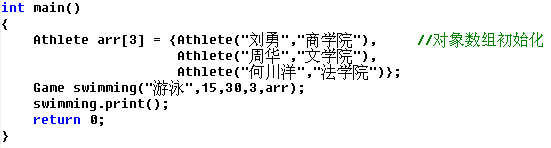 int main()
{
    Athlete arr[3] = {Athlete("刘勇","商学院"),     //对象数组初始化
                      Athlete("周华","文学院"),
                      Athlete("何川洋","法学院")};
    Game swimming("游泳",15,30,3,arr);
    swimming.print();
    return 0;
}